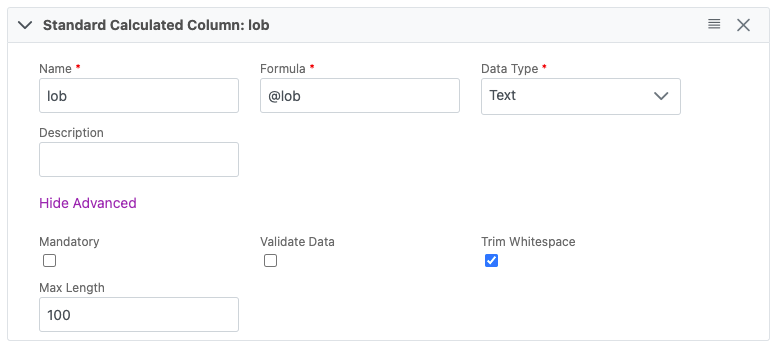 Standard Calculated Column: lob
Name * Formula * Data Type *
lob @lob Text
Description
Hide Advanced
Mandatory Validate Data Trim Whitespace
Max Length
100